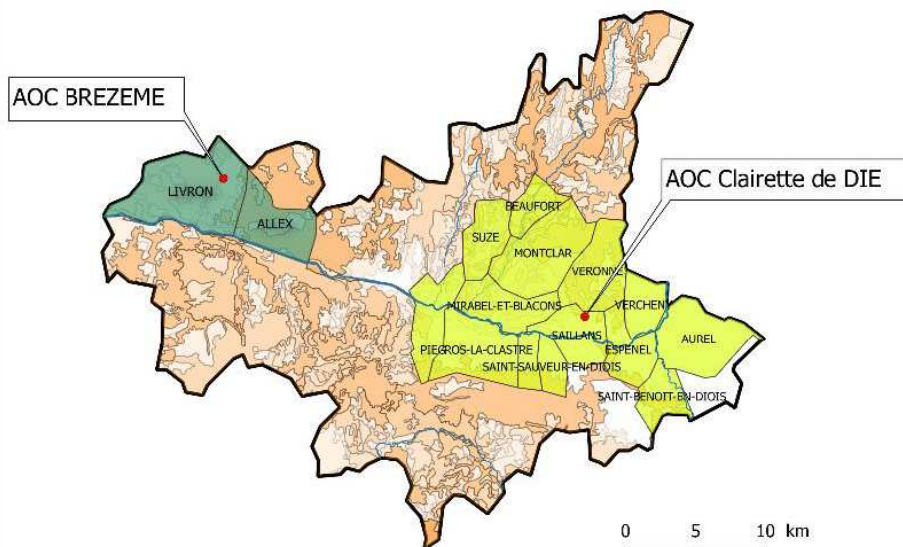 AOC BREZEME
LIVRON
ALLEX
AOC Clairette de DIE
BEAUFORT
SUZE
MONTCLAR
VERONNE
MIRABEL-ET-BLACONS
VERCHENY
SAILLANS
AUREL
PIEGROS-LA-CLASTRE
ESPENEL
SAINT-SAUVEUR-EN-DIOIS
SAINT-BENOIT-EN-DIOIS
0 5 10 km